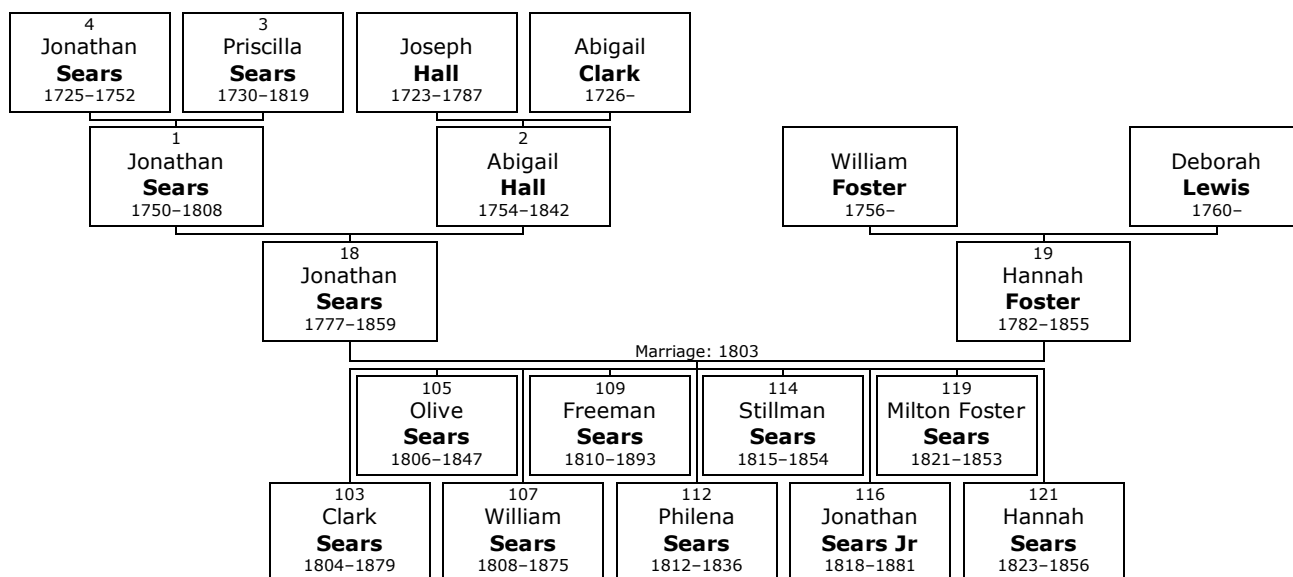 4
Jonathan
Sears
1725–1752
3
Priscilla
Sears
1730–1819
Joseph
Hall
1723–1787
Abigail
Clark
1726–
1
Jonathan
Sears
1750–1808
2
Abigail
Hall
1754–1842
William
Foster
1756–
Deborah
Lewis
1760–
18
Jonathan
Sears
1777–1859
19
Hannah
Foster
1782–1855
Marriage: 1803
105
Olive
Sears
1806–1847
109
Freeman
Sears
1810–1893
114
Stillman
Sears
1815–1854
119
Milton Foster
Sears
1821–1853
103
Clark
Sears
1804–1879
107
William
Sears
1808–1875
112
Philena
Sears
1812–1836
116
Jonathan
Sears Jr
1818–1881
121
Hannah
Sears
1823–1856